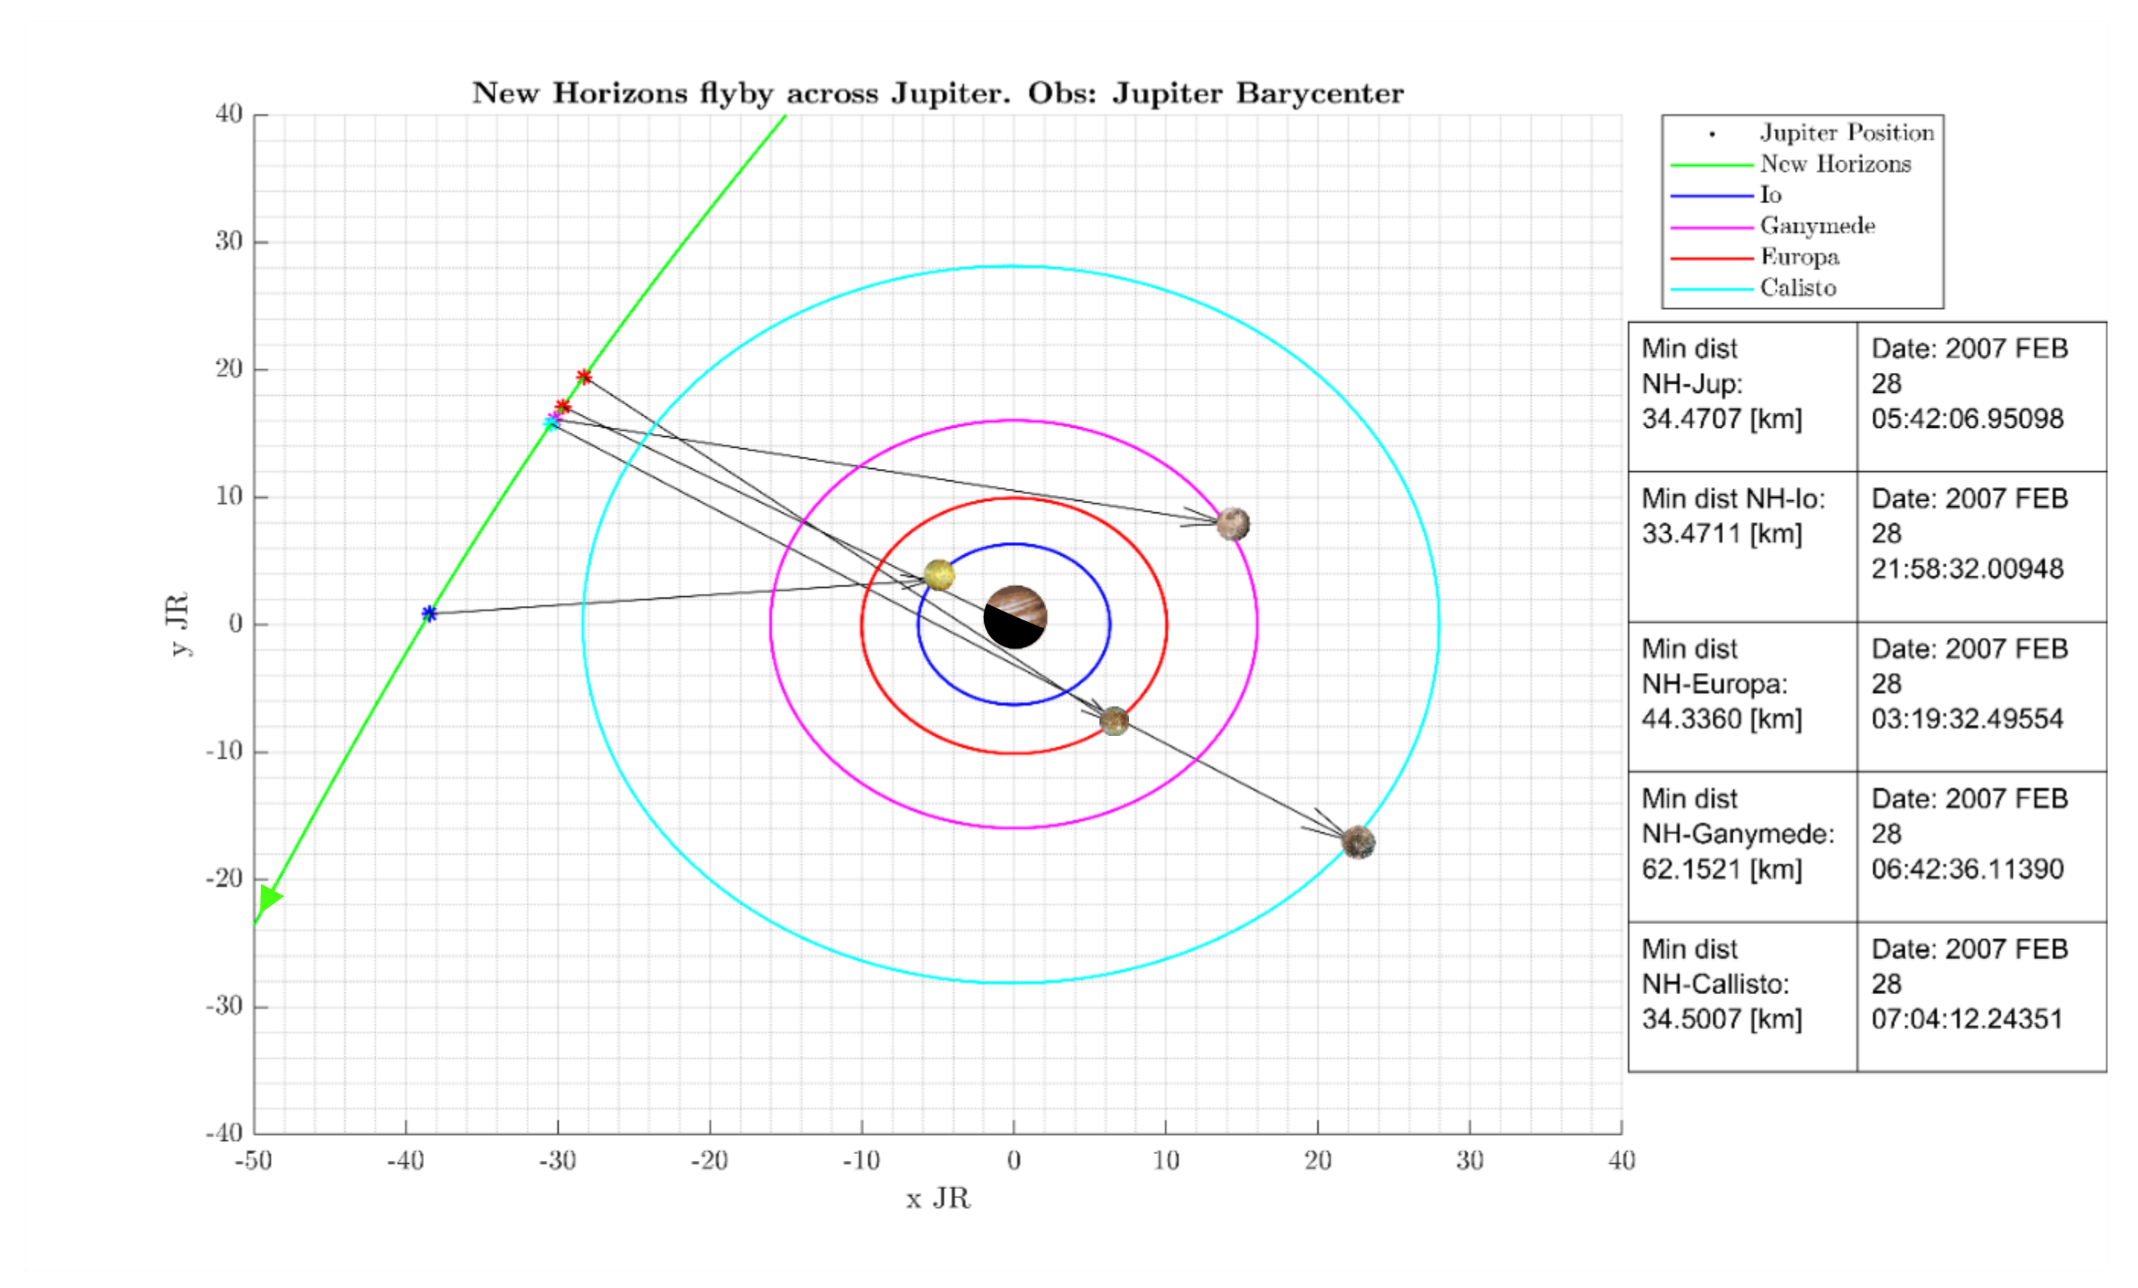 New Horizons flyby across Jupiter. Obs: Jupiter Barycenter
40
30
20
10
0
-10
-20
-30
-40
y JR
-50
-40
-30
-20
-10
0
10
20
30
40
x JR
Jupiter Position
New Horizons
Io
Ganymede
Europa
Calisto
Min dist
NH-Jup:
34.4707 [km]
Date: 2007 FEB
28
05:42:06.95098
Min dist NH-Io:
33.4711 [km]
Date: 2007 FEB
28
21:58:32.00948
Min dist
NH-Europa:
44.3360 [km]
Date: 2007 FEB
28
03:19:32.49554
Min dist
NH-Ganymede:
62.1521 [km]
Date: 2007 FEB
28
06:42:36.11390
Min dist
NH-Callisto:
34.5007 [km]
Date: 2007 FEB
28
07:04:12.24351